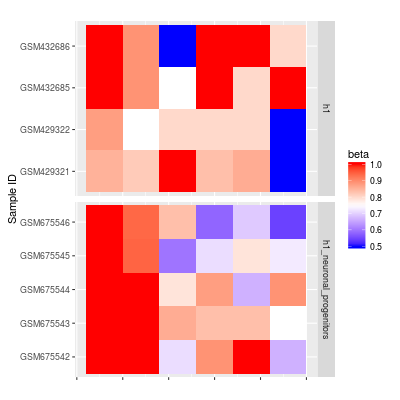 Sample ID
GSM432686
GSM432685
GSM429322
GSM429321
h1
GSM675546
GSM675545
GSM675544
GSM675543
GSM675542
h1_neuronal_progenitors
beta
1.0
0.9
0.8
0.7
0.6
0.5